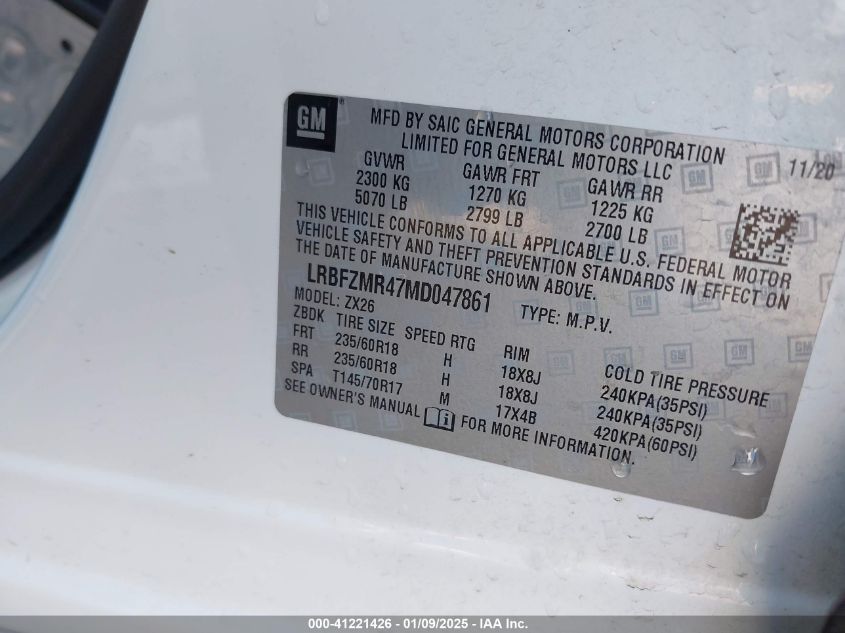 GM
MFD BY SAIC GENERAL MOTORS CORPORATION
LIMITED FOR GENERAL MOTORS LLC
11/20
GVWR GAWR FRT GAWR RR
2300 KG 1270 KG 1225 KG
5070 LB 2799 LB 2700 LB
THIS VEHICLE CONFORMS TO ALL APPLICABLE U.S. FEDERAL MOTOR
VEHICLE SAFETY AND THEFT PREVENTION STANDARDS IN EFFECT ON
THE DATE OF MANUFACTURE SHOWN ABOVE.
LRBFZMR47MD047861 TYPE: M.P.V.
MODEL: ZX26
ZBDK TIRE SIZE SPEED RTG RIM COLD TIRE PRESSURE
FRT 235/60R18 H 18X8J 240KPA(35PSI)
RR 235/60R18 H 18X8J 240KPA(35PSI)
SPA T145/70R17 M 17X4B 420KPA(60PSI)
SEE OWNER'S MANUAL FOR MORE INFORMATION.
000-41221426 - 01/09/2025 - IAA Inc.